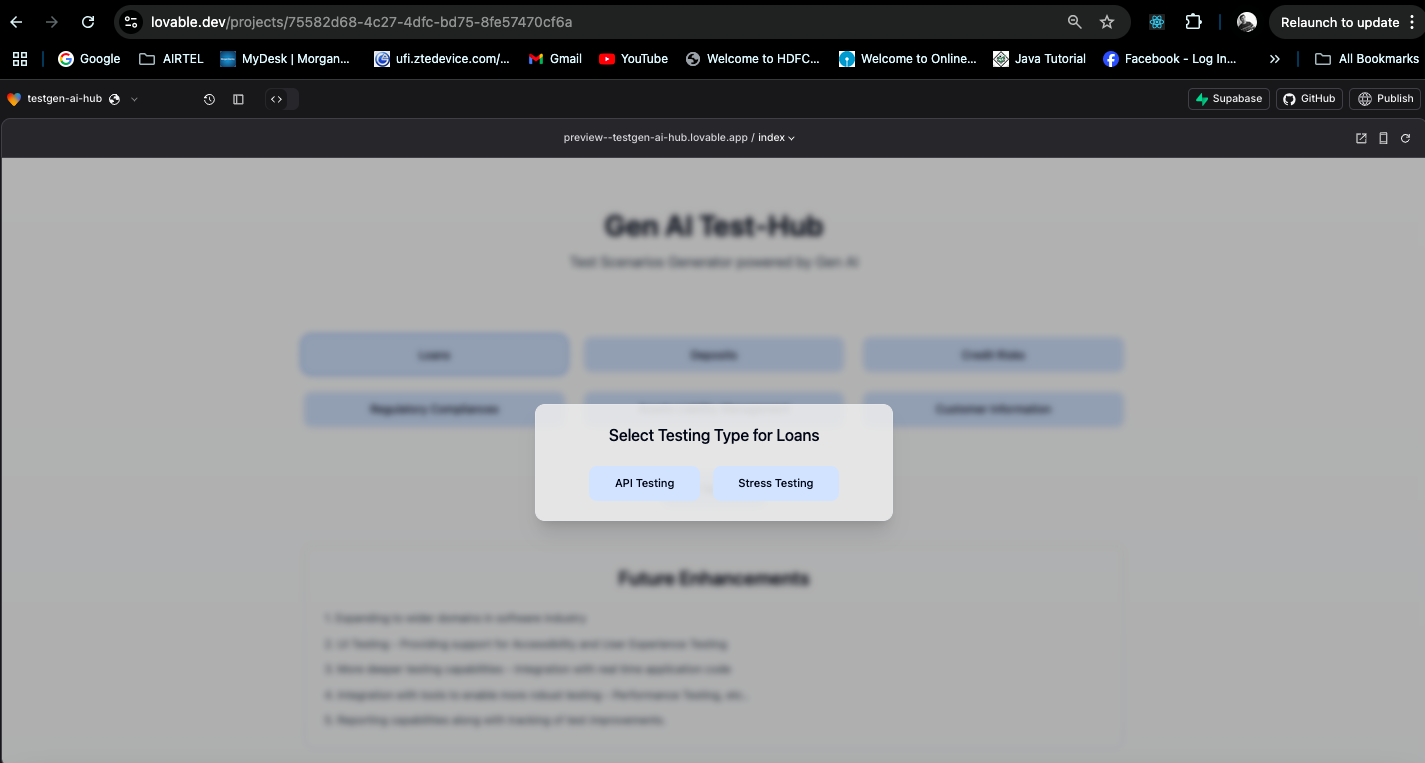 lovable.dev/projects/75582d68-4c27-4dfc-bd75-8fe57470cf6a Relaunch to update
Google AIRTEL MyDesk | Morgan... ufi.ztedevice.com/... Gmail YouTube Welcome to HDFC... Welcome to Online... Java Tutorial Facebook - Log In... All Bookmarks
testgen-ai-hub Supabase GitHub Publish
preview--testgen-ai-hub.lovable.app / index
Gen AI Test-Hub
Test Scenarios Generator powered by Gen AI
Loans Deposits Credit Risks
Regulatory Compliances Customer Information
Select Testing Type for Loans
API Testing Stress Testing
Future Enhancements
1. Expanding to wider domains in software industry
2. UI Testing - Providing support for Accessibility and User Experience Testing
3. More deeper testing capabilities - Integration with real time application code
4. Integration with tools to enable more robust testing - Performance Testing, etc..
5. Reporting capabilities along with tracking of test improvements.